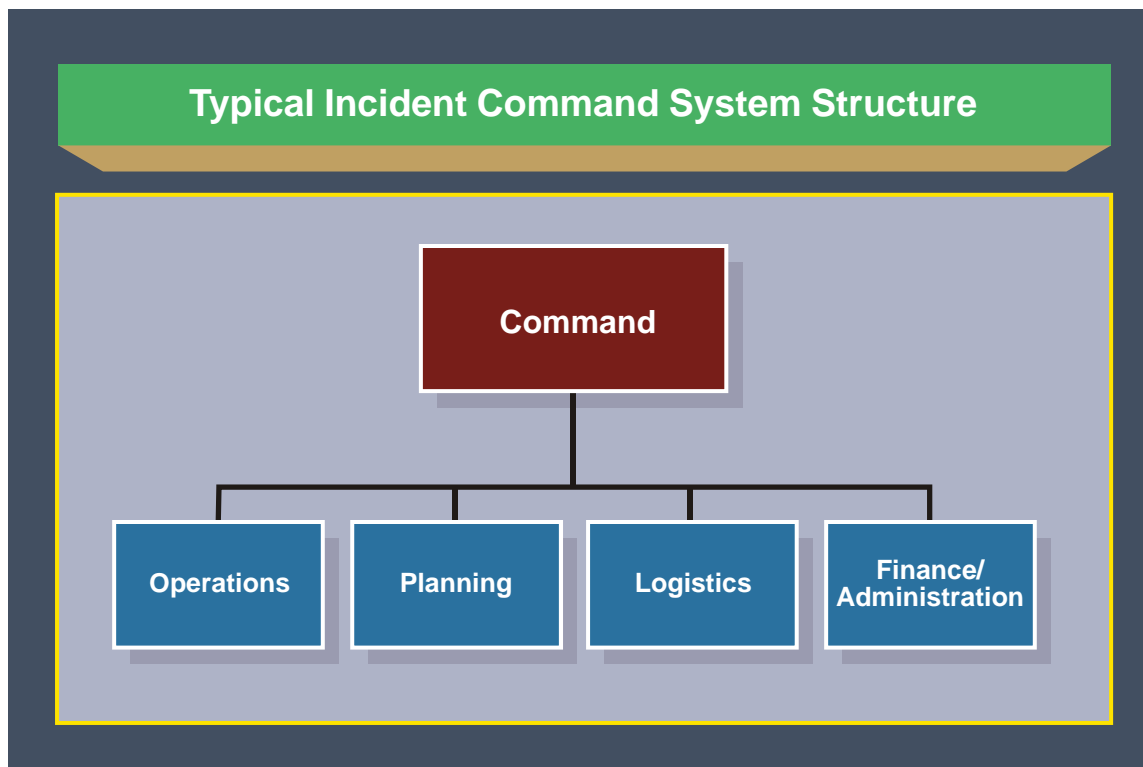 Typical Incident Command System Structure
Command
Operations
Planning
Logistics
Finance/
Administration